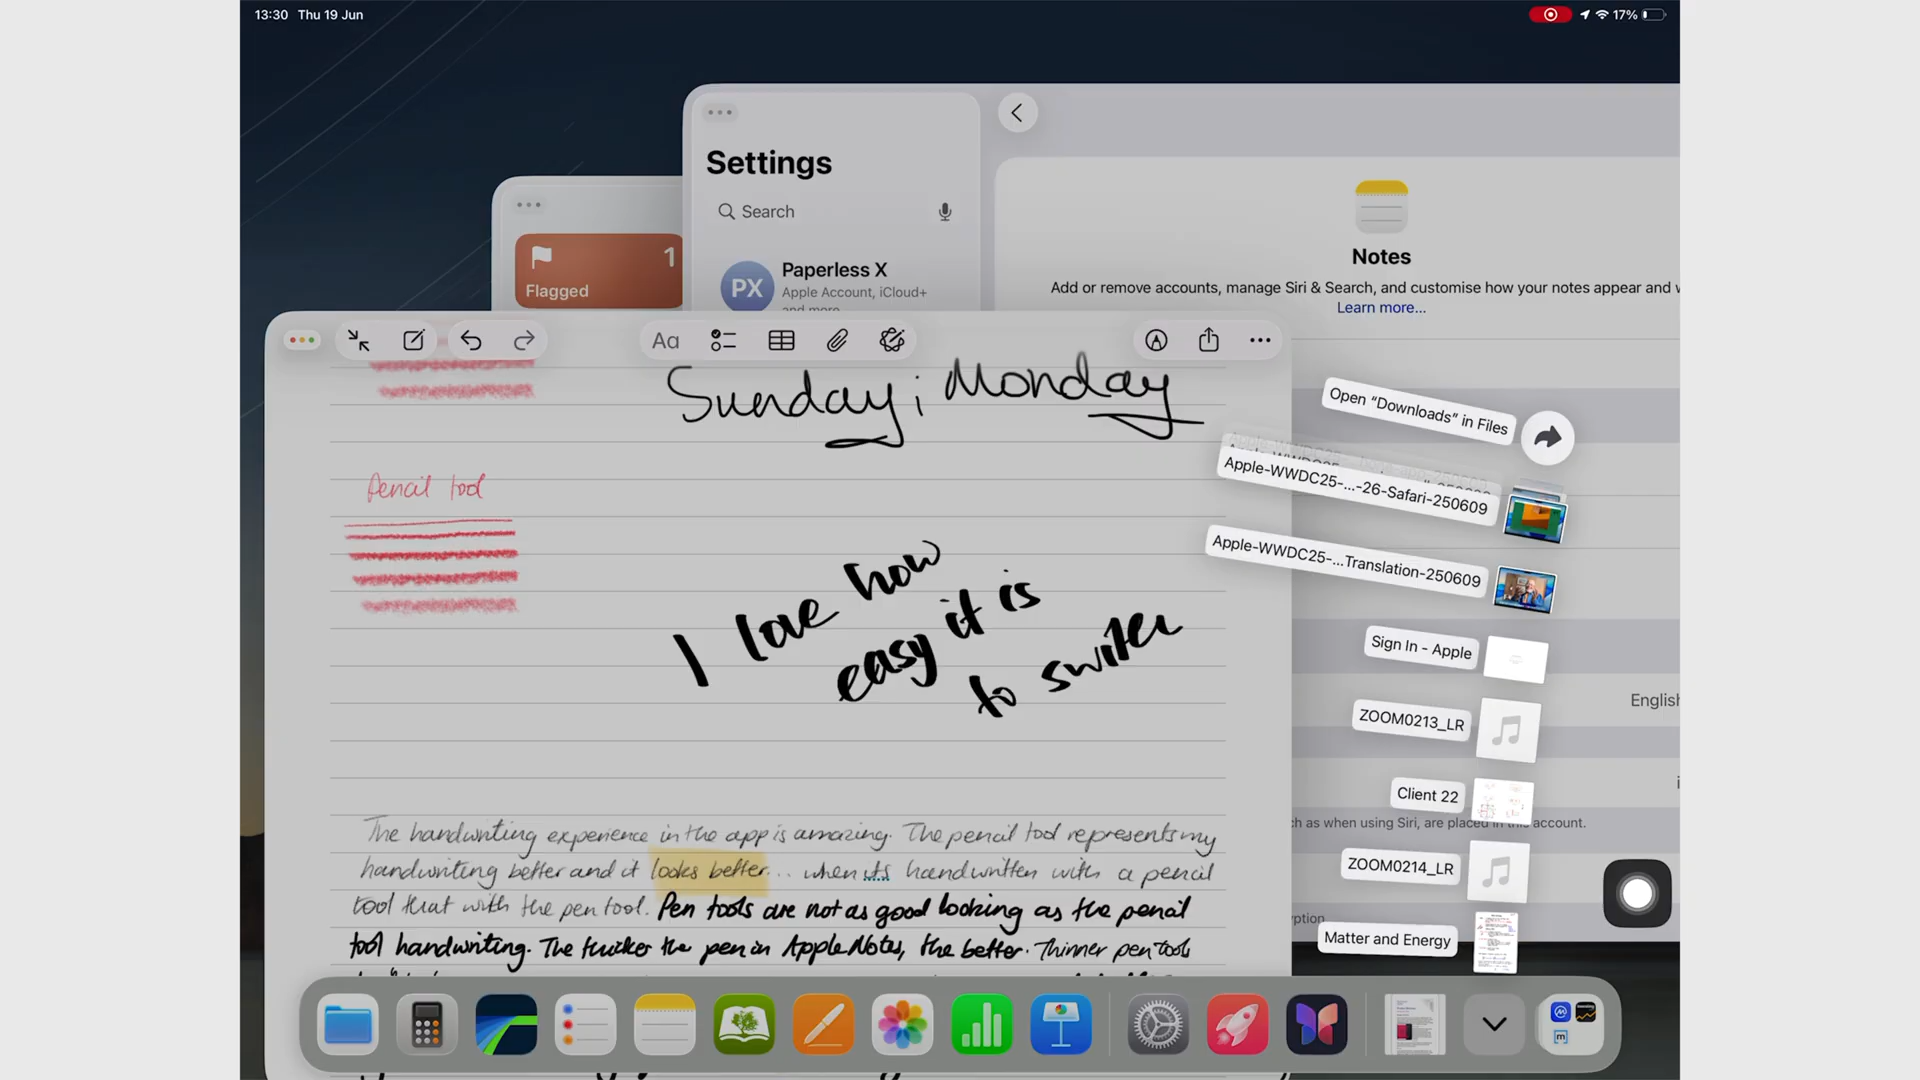 13:30 Thu 19 Jun
17%
Settings
Search
1
Flagged
PX
Paperless X
Apple Account, iCloud+
and more
Notes
Add or remove accounts, manage Siri & Search, and customise how your notes appear and w
Learn more...
Aa
Sunday; Monday
Open “Downloads” in Files
Apple-WWDC25-...-26-Safari-250609
Apple-WWDC25-...Translation-250609
Pencil tool
I love how
easy it is
to switch
Sign In - Apple
English
ZOOM0213_LR
Client 22
ch as when using Siri, are placed in this account.
ZOOM0214_LR
yption
Matter and Energy
The handwriting experience in the app is amazing. The pencil tool represents my
handwriting better and it looks better... when its handwritten with a pencil
tool that with the pen tool. Pen tools are not as good looking as the pencil
tool handwriting. The thicker the pen in Apple Notes, the better. Thinner pen tools